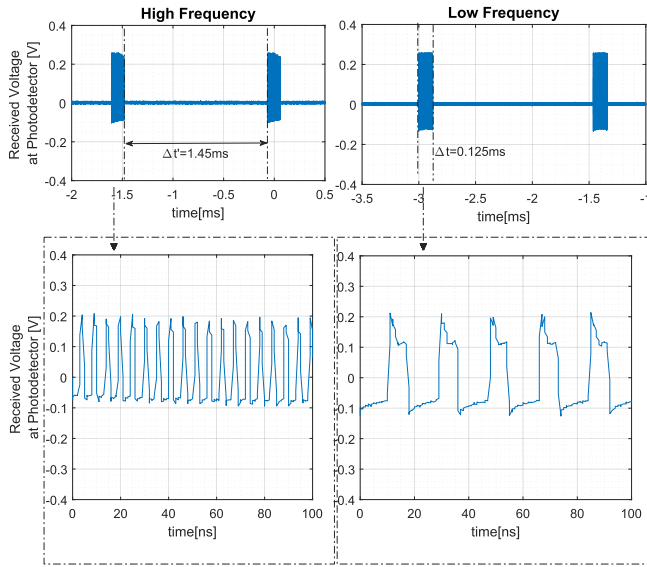 High Frequency
Low Frequency
Received Voltage
at Photodetector [V]
0.4
0.2
0
-0.2
-0.4
Δt'=1.45ms
-2 -1.5 -1 -0.5 0 0.5
time[ms]
0.4
0.2
0
-0.2
-0.4
Δt=0.125ms
-3.5 -3 -2.5 -2 -1.5 -1
time[ms]
Received Voltage
at Photodetector [V]
0.4
0.3
0.2
0.1
0
-0.1
-0.2
-0.3
-0.4
0 20 40 60 80 100
time[ns]
0.4
0.3
0.2
0.1
0
-0.1
-0.2
-0.3
-0.4
0 20 40 60 80 100
time[ns]